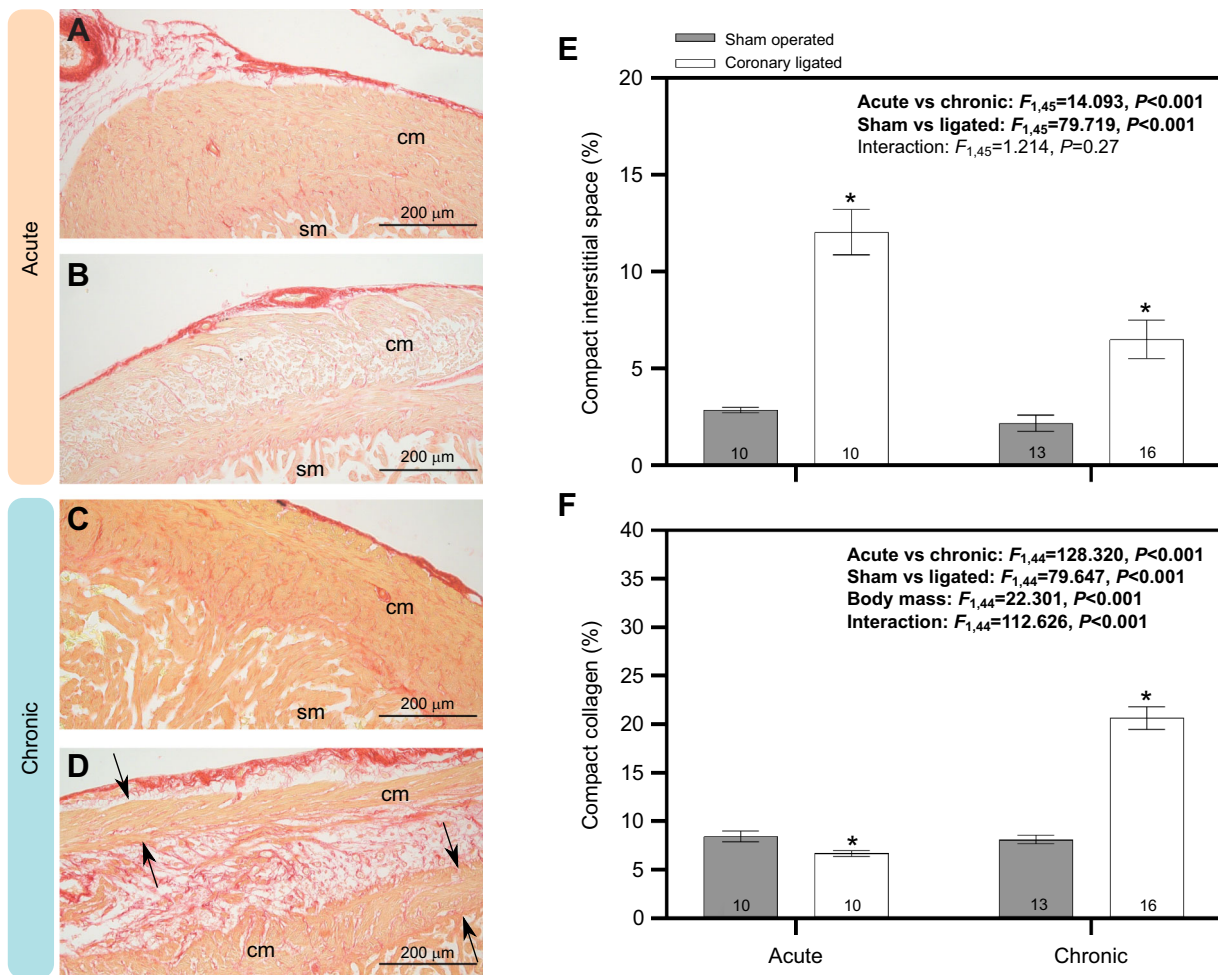 Acute
Chronic
A
cm
200 μm
sm
B
cm
200 μm
sm
C
cm
200 μm
sm
D
cm
cm
200 μm
E
Sham operated
Coronary ligated
Compact interstitial space (%)
20
15
10
5
0
Acute vs chronic: F1,45=14.093, P<0.001
Sham vs ligated: F1,45=79.719, P<0.001
Interaction: F1,45=1.214, P=0.27
*
*
10
10
13
16
F
Compact collagen (%)
40
35
30
25
20
15
10
5
0
Acute vs chronic: F1,44=128.320, P<0.001
Sham vs ligated: F1,44=79.647, P<0.001
Body mass: F1,44=22.301, P<0.001
Interaction: F1,44=112.626, P<0.001
*
*
10
10
13
16
Acute
Chronic